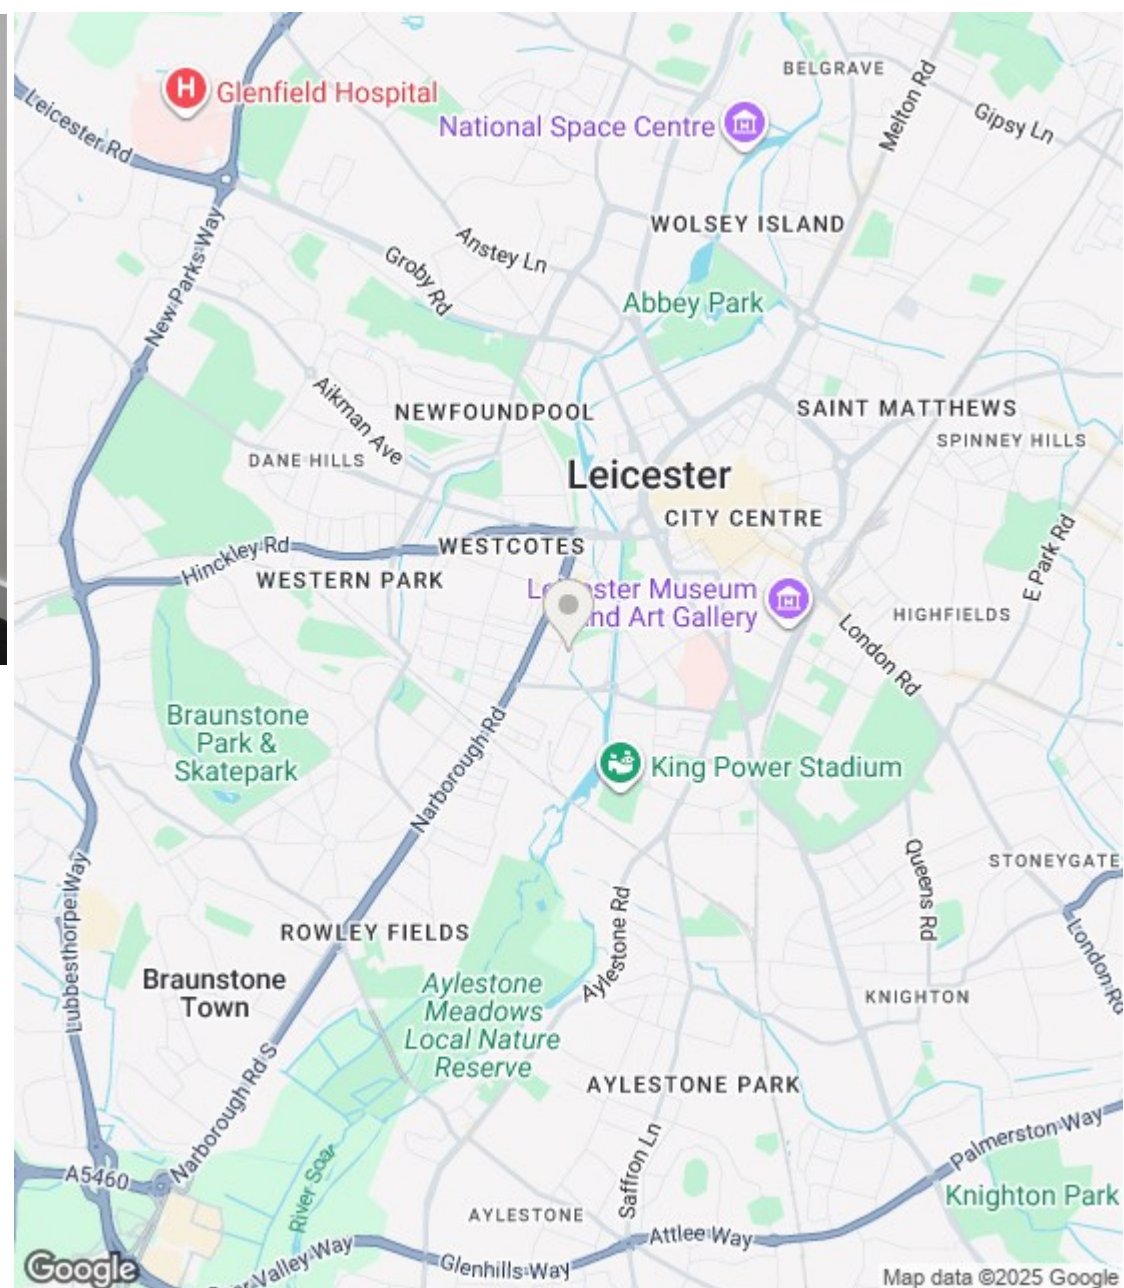 BELGRAVE
Melton Rd
Gipsy Ln
H
Glenfield Hospital
National Space Centre
Leicester Rd
WOLSEY ISLAND
Anstey Ln
Groby Rd
New Parks Way
Abbey Park
Aikman Ave
NEWFOUNDPOOL
SAINT MATTHEWS
SPINNEY HILLS
DANE HILLS
Leicester
CITY CENTRE
Hinckley Rd
WESTCOTES
WESTERN PARK
E Park Rd
Museum
Art Gallery
HIGHFIELDS
London Rd
Braunstone
Park &
Skatepark
Narborough Rd
King Power Stadium
Queens Rd
STONEYGATE
Lubbesthorpe Way
ROWLEY FIELDS
Aylestone Rd
London Rd
Braunstone
Town
Aylestone
Meadows
Local Nature
Reserve
KNIGHTON
Narborough Rd S
AYLESTONE PARK
Palmerston Way
A5460
River Soar
Saffron Ln
Knighton Park
AYLESTONE
Attlee Way
Valley Way
Glenhills Way
Google
Map data ©2025 Google